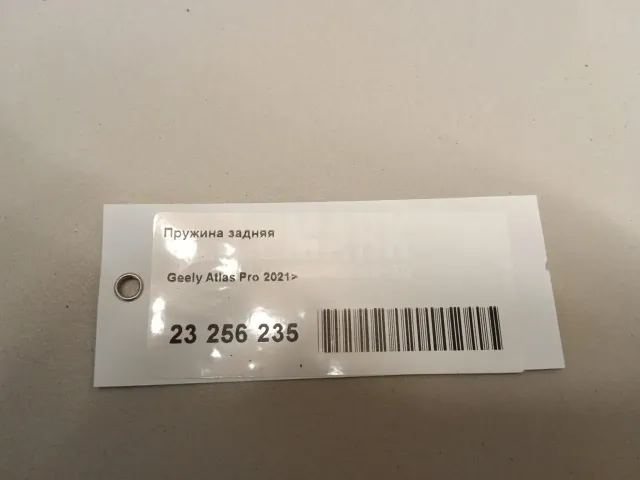 Пружина задняя
Geely Atlas Pro 2021>
23 256 235